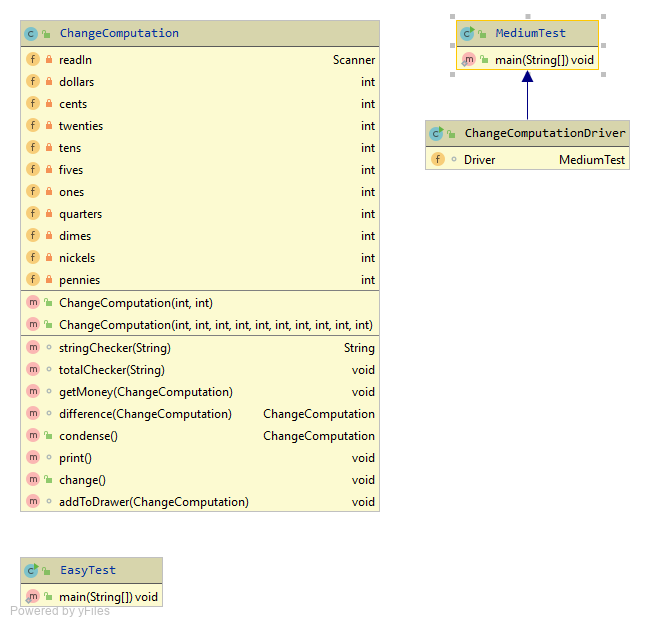 ChangeComputation
readIn Scanner
dollars int
cents int
twenties int
tens int
fives int
ones int
quarters int
dimes int
nickels int
pennies int
ChangeComputation(int, int)
ChangeComputation(int, int, int, int, int, int, int, int, int, int)
stringChecker(String) String
totalChecker(String) void
getMoney(ChangeComputation) void
difference(ChangeComputation) ChangeComputation
condense() ChangeComputation
print() void
change() void
addToDrawer(ChangeComputation) void
MediumTest
main(String[]) void
ChangeComputationDriver
Driver MediumTest
EasyTest
main(String[]) void
Powered by yFiles